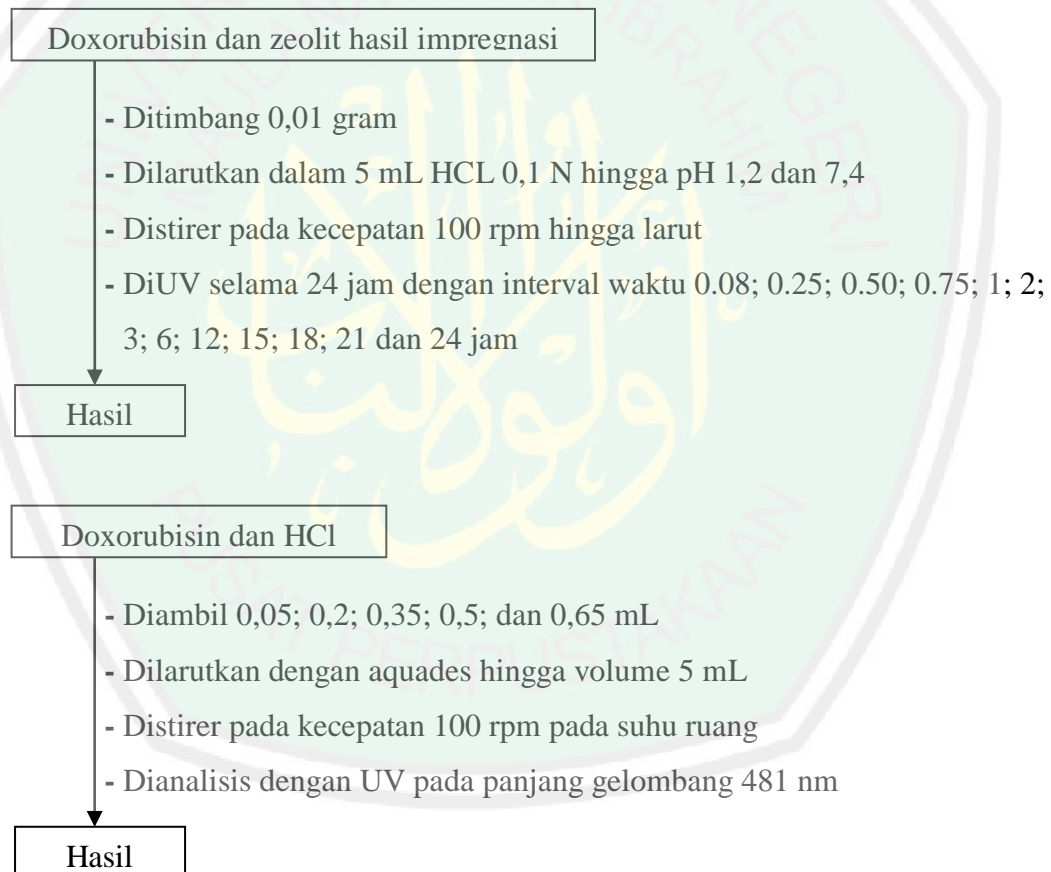 Doxorubisin dan zeolit hasil impregnasi
- Ditimbang 0,01 gram
- Dilarutkan dalam 5 mL HCL 0,1 N hingga pH 1,2 dan 7,4
- Distirer pada kecepatan 100 rpm hingga larut
- DiUV selama 24 jam dengan interval waktu 0.08; 0.25; 0.50; 0.75; 1; 2;
3; 6; 12; 15; 18; 21 dan 24 jam
Hasil
Doxorubisin dan HCl
- Diambil 0,05; 0,2; 0,35; 0,5; dan 0,65 mL
- Dilarutkan dengan aquades hingga volume 5 mL
- Distirer pada kecepatan 100 rpm pada suhu ruang
- Dianalisis dengan UV pada panjang gelombang 481 nm
Hasil
PUSAT PERPUSTAKAAN